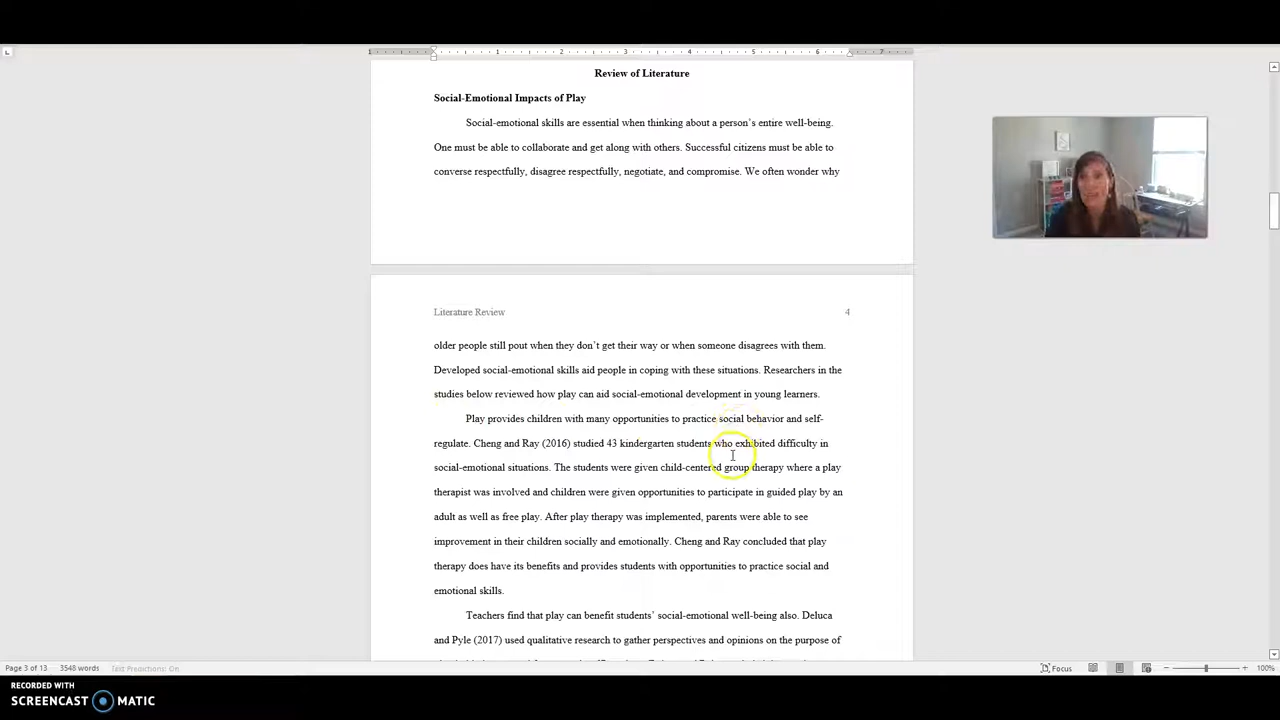 1 1 2 3 4 5 6 7
Review of Literature
Social-Emotional Impacts of Play
Social-emotional skills are essential when thinking about a person's entire well-being.
One must be able to collaborate and get along with others. Successful citizens must be able to
converse respectfully, disagree respectfully, negotiate, and compromise. We often wonder why
Literature Review 4
older people still pout when they don't get their way or when someone disagrees with them.
Developed social-emotional skills aid people in coping with these situations. Researchers in the
studies below reviewed how play can aid social-emotional development in young learners.
Play provides children with many opportunities to practice social behavior and self-
regulate. Cheng and Ray (2016) studied 43 kindergarten students who exhibited difficulty in
social-emotional situations. The students were given child-centered group therapy where a play
therapist was involved and children were given opportunities to participate in guided play by an
adult as well as free play. After play therapy was implemented, parents were able to see
improvement in their children socially and emotionally. Cheng and Ray concluded that play
therapy does have its benefits and provides students with opportunities to practice social and
emotional skills.
Teachers find that play can benefit students' social-emotional well-being also. Deluca
and Pyle (2017) used qualitative research to gather perspectives and opinions on the purpose of
Page 3 of 13 3548 words Text Predictions: On Focus 100%
RECORDED WITH
SCREENCAST MATIC